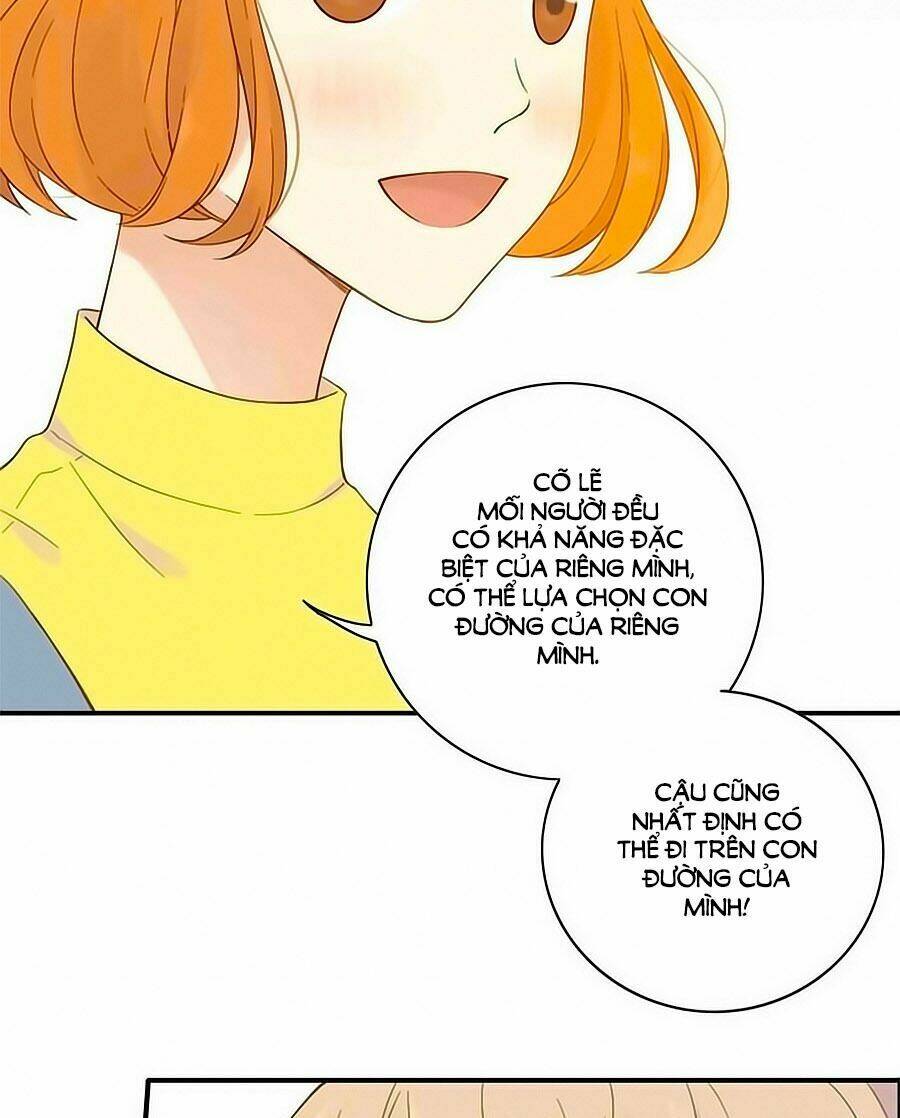 CÕ LẼ
MỖI NGƯỜI ĐỀU
CÓ KHẢ NĂNG ĐẶC
BIỆT CỦA RIÊNG MÌNH,
CÓ THỂ LỰA CHỌN CON
ĐƯỜNG CỦA RIÊNG
MÌNH.
CẬU CŨNG
NHẤT ĐỊNH CÓ
THỂ ĐI TRÊN CON
ĐƯỜNG CỦA
MÌNH!